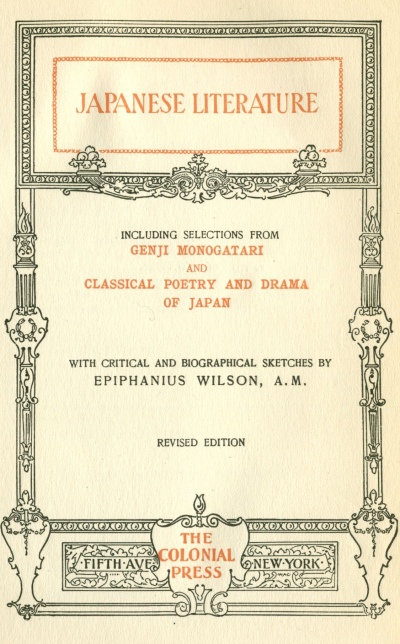 JAPANESE LITERATURE
INCLUDING SELECTIONS FROM
GENJI MONOGATARI
AND
CLASSICAL POETRY AND DRAMA
OF JAPAN
WITH CRITICAL AND BIOGRAPHICAL SKETCHES BY
EPIPHANIUS WILSON, A.M.
REVISED EDITION
THE
COLONIAL
PRESS
·FIFTH·AVE
·NEW·YORK·